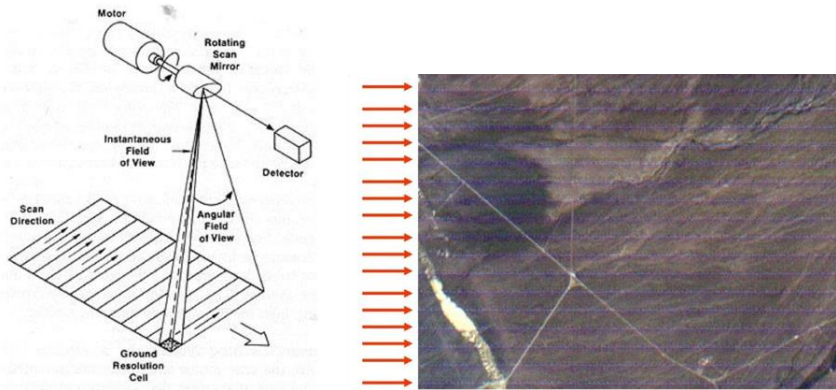 Motor
Rotating
Scan
Mirror
Instantaneous
Field
of View
Detector
Scan
Direction
Angular
Field
of View
Ground
Resolution
Cell